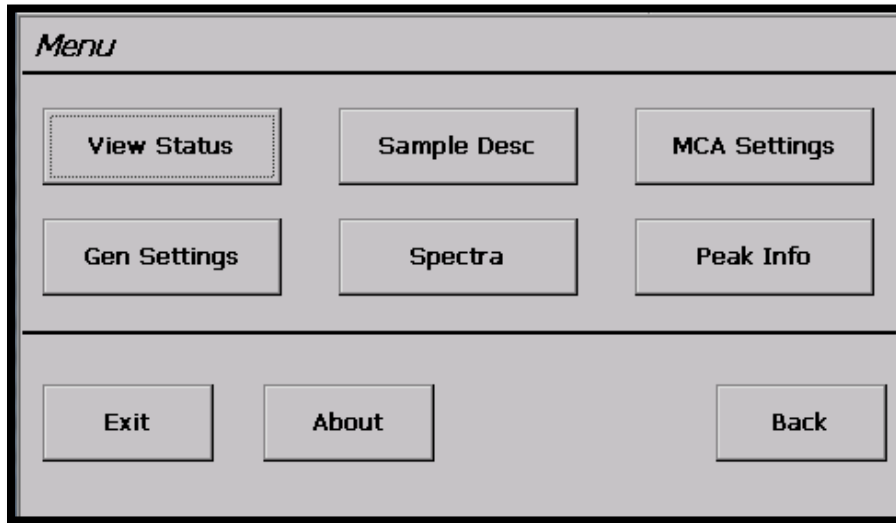 Menu
View Status Sample Desc MCA Settings
Gen Settings Spectra Peak Info
Exit About Back